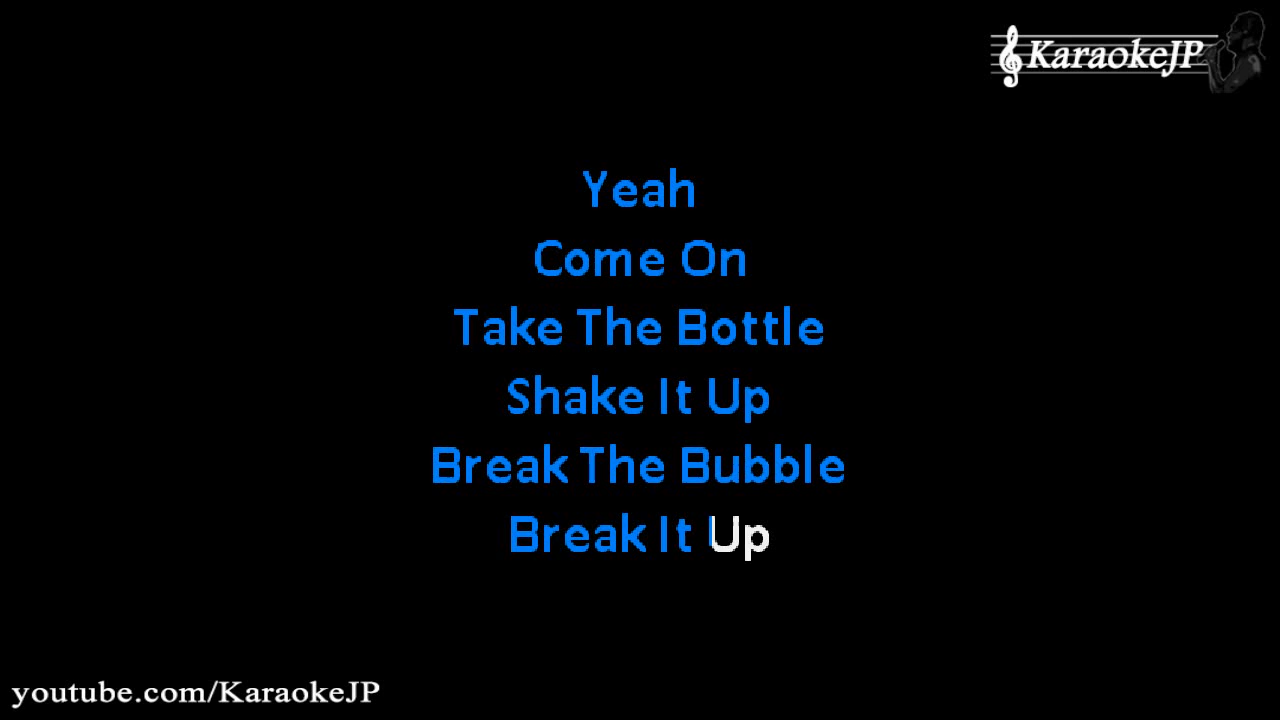 KaraokeJP
Yeah
Come On
Take The Bottle
Shake It Up
Break The Bubble
Break It Up
youtube.com/KaraokeJP